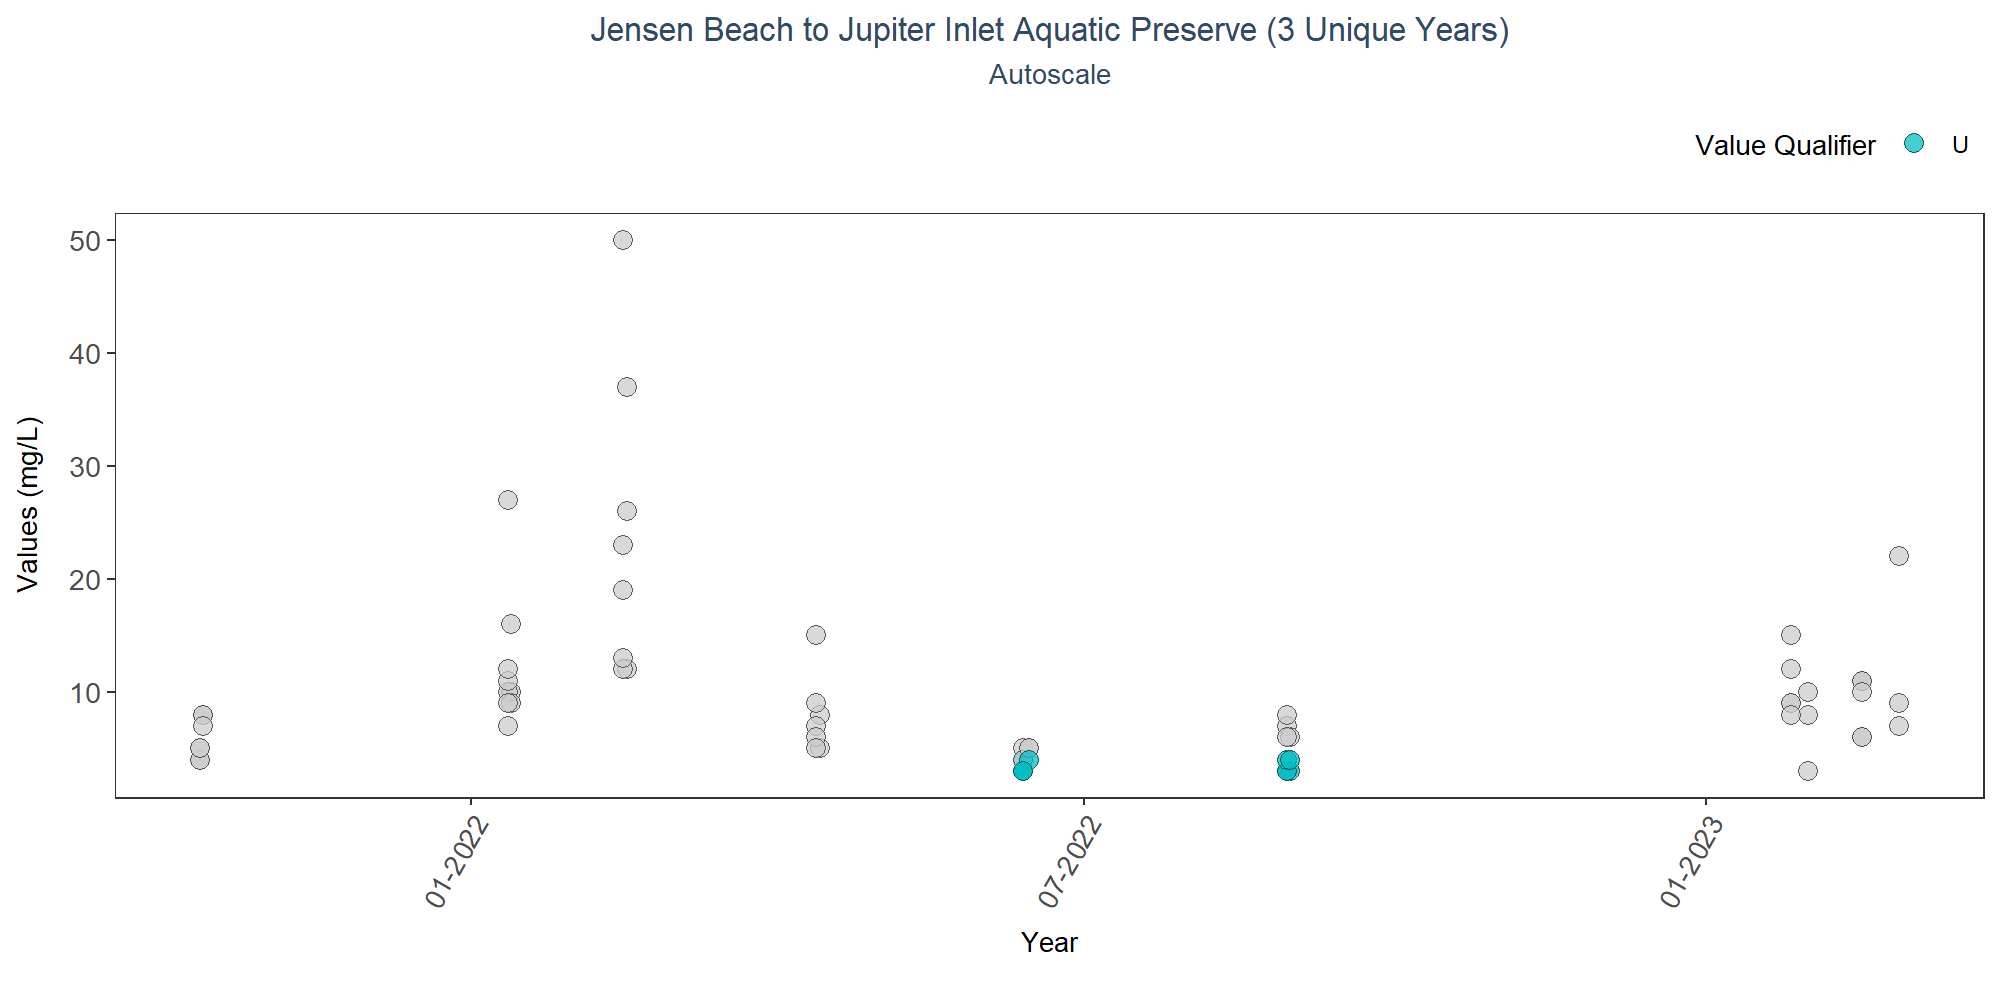 Jensen Beach to Jupiter Inlet Aquatic Preserve (3 Unique Years)
Autoscale
Value Qualifier U
50
40
30
20
10
Values (mg/L)
01-2022
07-2022
01-2023
Year